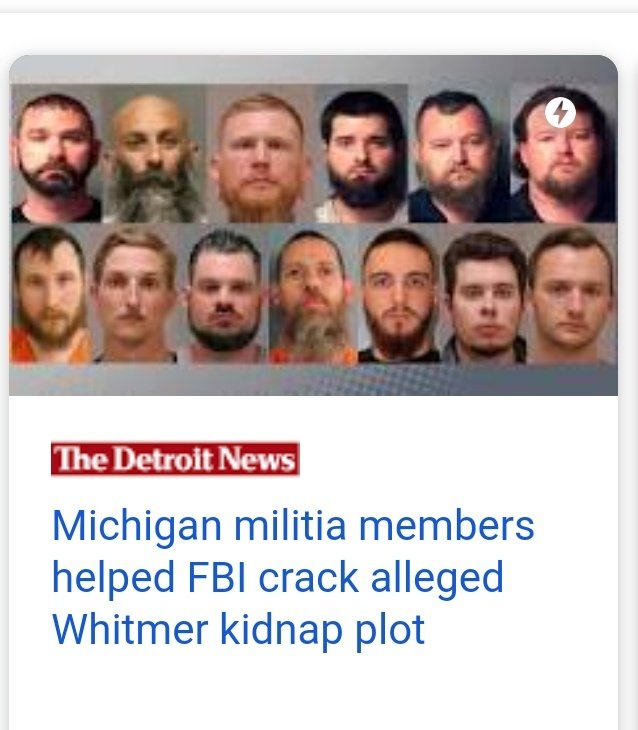 The Detroit News
Michigan militia members
helped FBI crack alleged
Whitmer kidnap plot